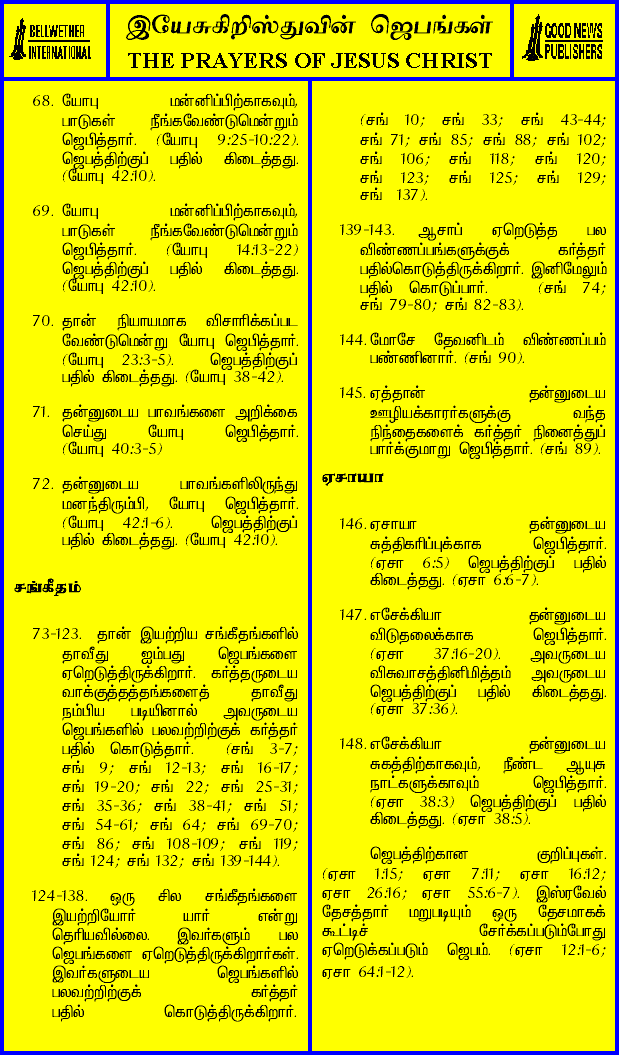 BELLWETHER
INTERNATIONAL
இயேசுகிறிஸ்துவின் ஜெபங்கள்
THE PRAYERS OF JESUS CHRIST
GOOD NEWS
PUBLISHERS
68. யோபு மன்னிப்பிற்காகவும்,
பாடுகள் நீங்கவேண்டுமென்றும்
ஜெபித்தார். (யோபு 9:25-10:22).
ஜெபத்திற்குப் பதில் கிடைத்தது.
(யோபு 42:10).
69. யோபு மன்னிப்பிற்காகவும்,
பாடுகள் நீங்கவேண்டுமென்றும்
ஜெபித்தார். (யோபு 14:13-22)
ஜெபத்திற்குப் பதில் கிடைத்தது.
(யோபு 42:10).
70. தான் நியாயமாக விசாரிக்கப்பட
வேண்டுமென்று யோபு ஜெபித்தார்.
(யோபு 23:3-5). ஜெபத்திற்குப்
பதில் கிடைத்தது. (யோபு 38-42).
71. தன்னுடைய பாவங்களை அறிக்கை
செய்து யோபு ஜெபித்தார்.
(யோபு 40:3-5)
72. தன்னுடைய பாவங்களிலிருந்து
மனந்திரும்பி, யோபு ஜெபித்தார்.
(யோபு 42:1-6). ஜெபத்திற்குப்
பதில் கிடைத்தது. (யோபு 42:10).
சங்கீதம்
73-123. தான் இயற்றிய சங்கீதங்களில்
தாவீது ஐம்பது ஜெபங்களை
ஏறெடுத்திருக்கிறார். கர்த்தருடைய
வாக்குத்தத்தங்களைத் தாவீது
நம்பிய படியினால் அவருடைய
ஜெபங்களில் பலவற்றிற்குக் கர்த்தர்
பதில் கொடுத்தார். (சங் 3-7;
சங் 9; சங் 12-13; சங் 16-17;
சங் 19-20; சங் 22; சங் 25-31;
சங் 35-36; சங் 38-41; சங் 51;
சங் 54-61; சங் 64; சங் 69-70;
சங் 86; சங் 108-109; சங் 119;
சங் 124; சங் 132; சங் 139-144).
124-138. ஒரு சில சங்கீதங்களை
இயற்றியோர் யார் என்று
தெரியவில்லை. இவர்களும் பல
ஜெபங்களை ஏறெடுத்திருக்கிறார்கள்.
இவர்களுடைய ஜெபங்களில்
பலவற்றிற்குக் கர்த்தர்
பதில் கொடுத்திருக்கிறார்.
(சங் 10; சங் 33; சங் 43-44;
சங் 71; சங் 85; சங் 88; சங் 102;
சங் 106; சங் 118; சங் 120;
சங் 123; சங் 125; சங் 129;
சங் 137).
139-143. ஆசாப் ஏறெடுத்த பல
விண்ணப்பங்களுக்குக் கர்த்தர்
பதில்கொடுத்திருக்கிறார். இனிமேலும்
பதில் கொடுப்பார். (சங் 74;
சங் 79-80; சங் 82-83).
144. மோசே தேவனிடம் விண்ணப்பம்
பண்ணினார். (சங் 90).
145. ஏத்தான் தன்னுடைய
ஊழியக்காரர்களுக்கு வந்த
நிந்தைகளைக் கர்த்தர் நினைத்துப்
பார்க்குமாறு ஜெபித்தார். (சங் 89).
ஏசாயா
146. ஏசாயா தன்னுடைய
சுத்திகரிப்புக்காக ஜெபித்தார்.
(ஏசா 6:5) ஜெபத்திற்குப் பதில்
கிடைத்தது. (ஏசா 6:6-7).
147. எசேக்கியா தன்னுடைய
விடுதலைக்காக ஜெபித்தார்.
(ஏசா 37:16-20). அவருடைய
விசுவாசத்தினிமித்தம் அவருடைய
ஜெபத்திற்குப் பதில் கிடைத்தது.
(ஏசா 37:36).
148. எசேக்கியா தன்னுடைய
சுகத்திற்காகவும், நீண்ட ஆயுசு
நாட்களுக்காவும் ஜெபித்தார்.
(ஏசா 38:3) ஜெபத்திற்குப் பதில்
கிடைத்தது. (ஏசா 38:5).
ஜெபத்திற்கான குறிப்புகள்.
(ஏசா 1:15; ஏசா 7:11; ஏசா 16:12;
ஏசா 26:16; ஏசா 55:6-7). இஸ்ரவேல்
தேசத்தார் மறுபடியும் ஒரு தேசமாகக்
கூட்டிச் சேர்க்கப்படும்போது
ஏறெடுக்கப்படும் ஜெபம். (ஏசா 12:1-6;
ஏசா 64:1-12).